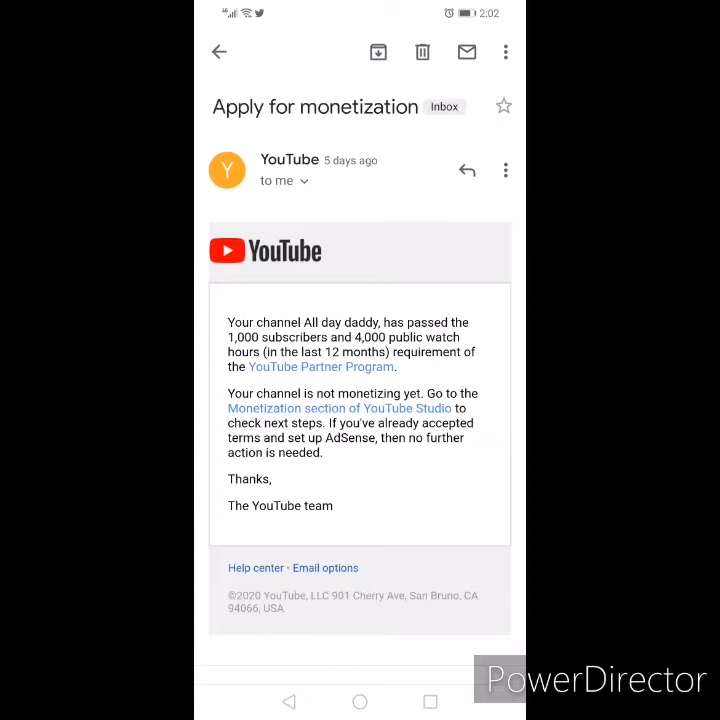 4G 2:02
Apply for monetization Inbox
Y YouTube 5 days ago
to me
YouTube
Your channel All day daddy, has passed the
1,000 subscribers and 4,000 public watch
hours (in the last 12 months) requirement of
the YouTube Partner Program.
Your channel is not monetizing yet. Go to the
Monetization section of YouTube Studio to
check next steps. If you've already accepted
terms and set up AdSense, then no further
action is needed.
Thanks,
The YouTube team
Help center · Email options
©2020 YouTube, LLC 901 Cherry Ave, San Bruno, CA
94066, USA
PowerDirector